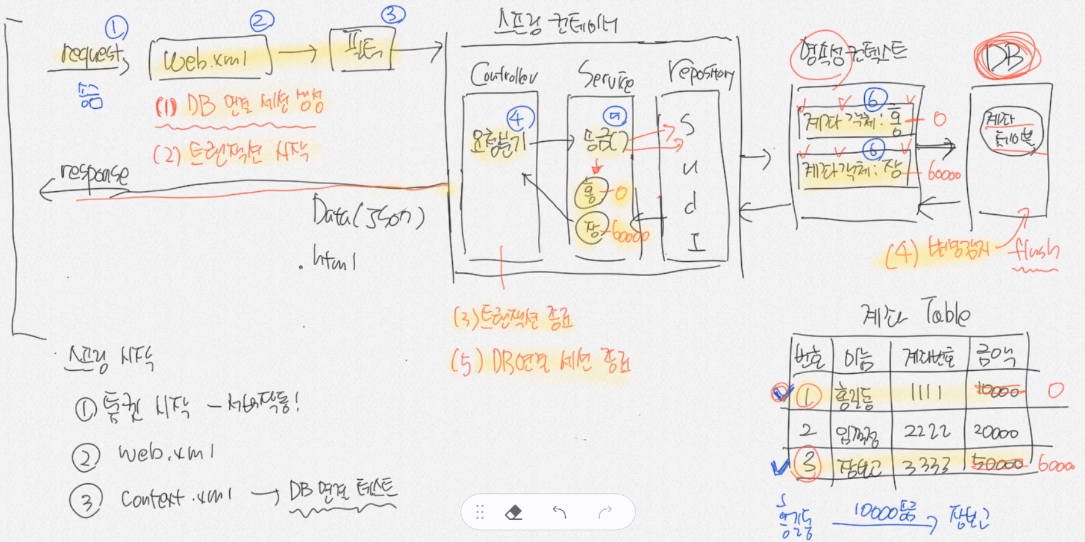 ① ② ③
request
송금
web.xml
필터
(1) DB 연결 세션 생성
(2) 트랜잭션 시작
response
Data(Json)
.html
스프링 컨테이너
Controller Service repository
④ ⑤
요청분기
송금()
홍 - 0
장 - 60000
S
u
d
I
(3) 트랜잭션 종료
(5) DB연결 세션 종료
영속성 컨텍스트
⑥
계좌 객체 : 홍 - 0
⑥
계좌객체 : 장 - 60000
DB
계좌
테이블
(4) 변경감지
flush
스프링 시작
① 톰켓 시작 - 서버작동!
② web.xml
③ Context.xml → DB 연결 테스트
계좌 Table
번호 이름 계좌번호 금액
1 홍길동 1111 10000 0
2 임꺽정 2222 20000
3 장보고 3333 50000 60000
홍길동 10000송금 장보고